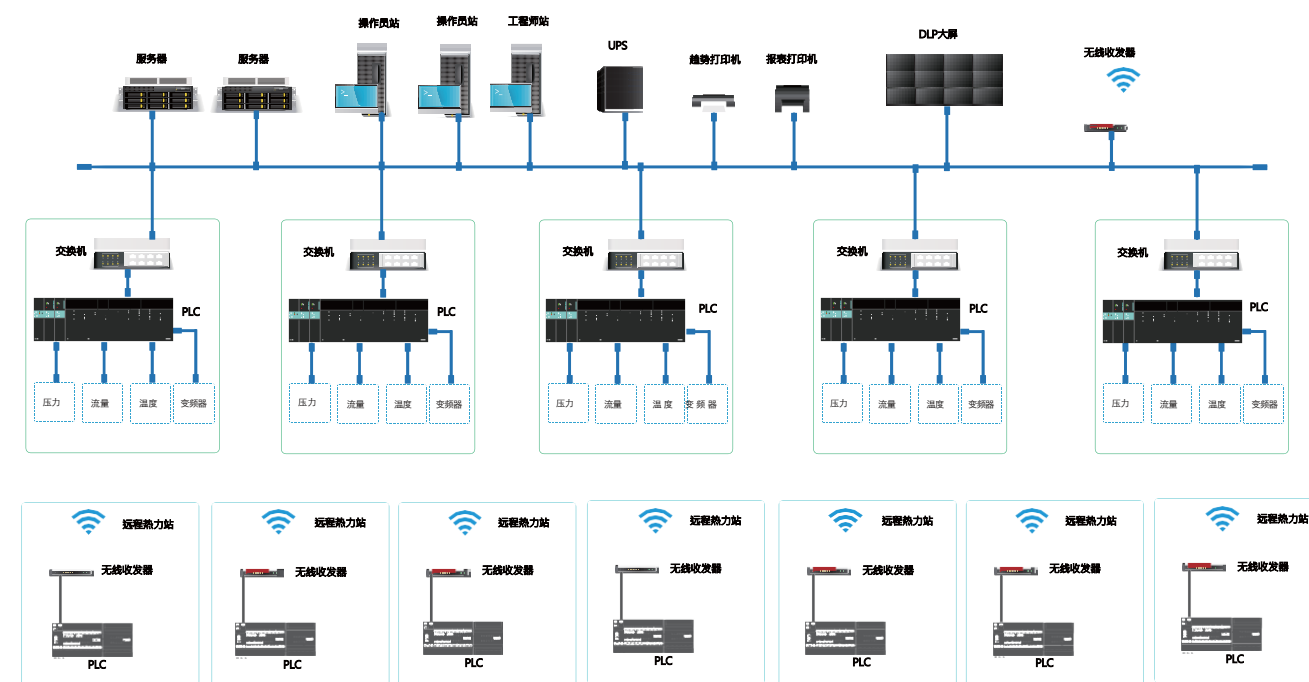 操作员站
操作员站
工程师站
服务器
服务器
UPS
趋势打印机
报表打印机
DLP大屏
无线收发器
交换机
交换机
交换机
交换机
交换机
PLC
PLC
PLC
PLC
PLC
压力
流量
温度
变频器
压力
流量
温度
变频器
压力
流量
温 度
变 频 器
压力
流量
温度
变频器
压力
流量
温度
变频器
远程热力站
远程热力站
远程热力站
远程热力站
远程热力站
远程热力站
远程热力站
无线收发器
无线收发器
无线收发器
无线收发器
无线收发器
无线收发器
无线收发器
PLC
PLC
PLC
PLC
PLC
PLC
PLC